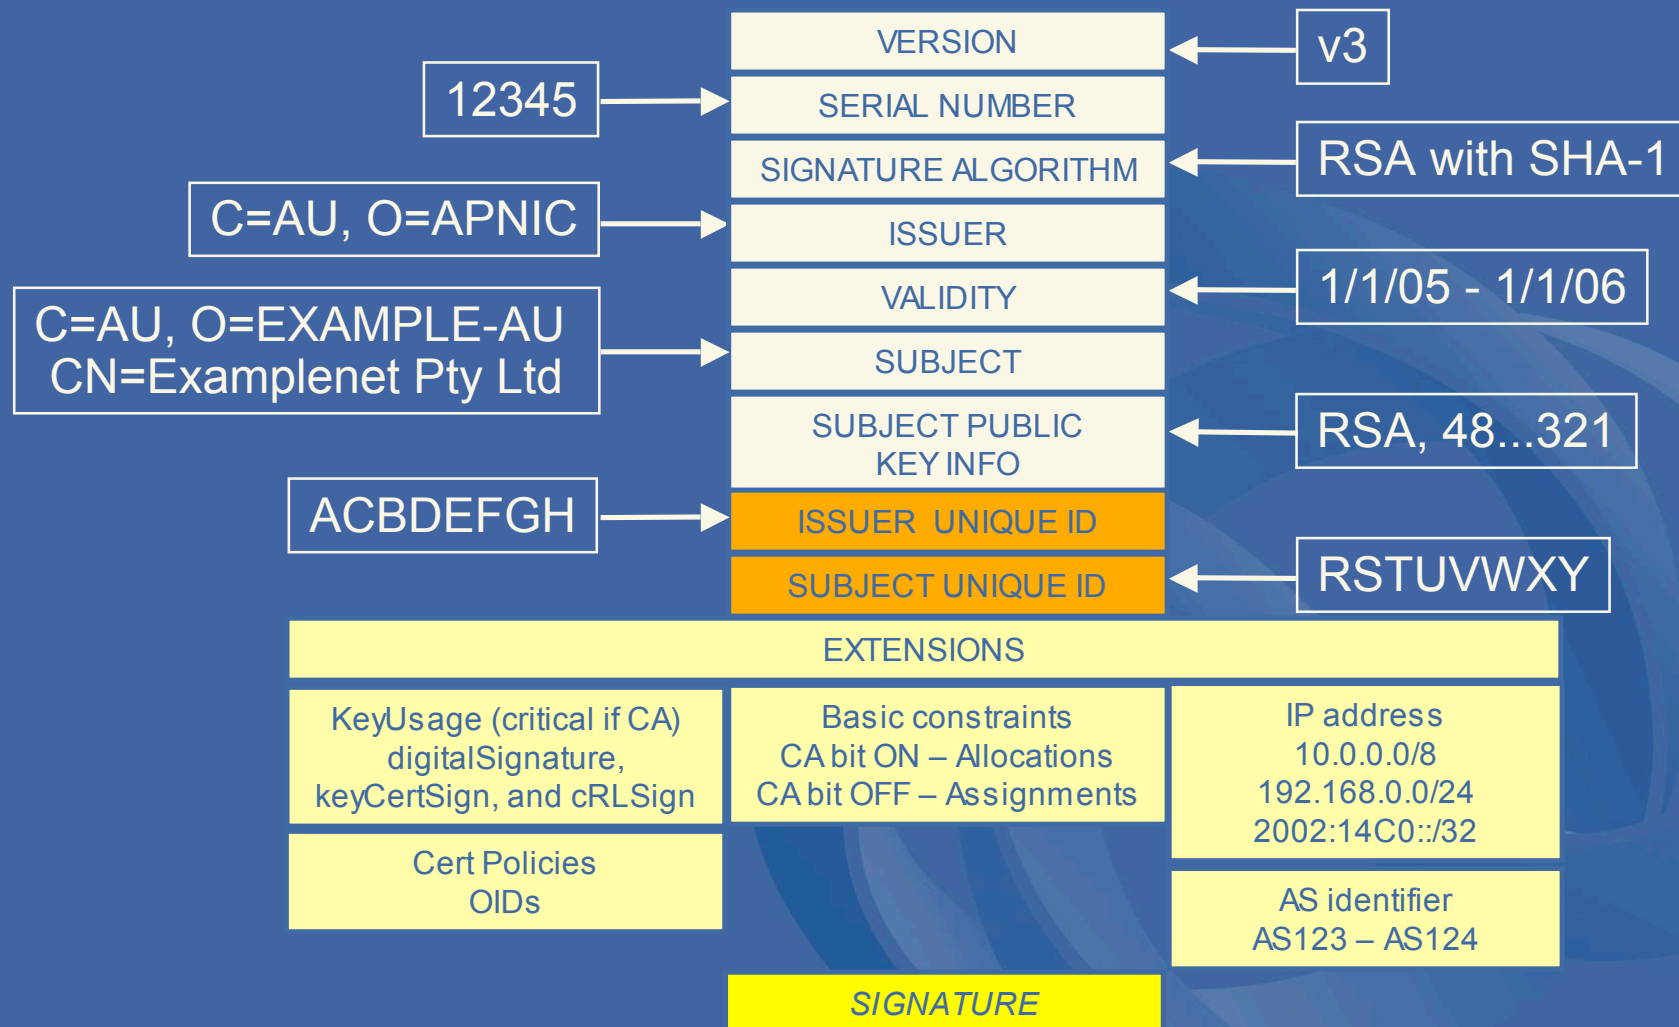 VERSION
v3
12345
SERIAL NUMBER
SIGNATURE ALGORITHM
RSA with SHA-1
C=AU, O=APNIC
ISSUER
VALIDITY
1/1/05 - 1/1/06
C=AU, O=EXAMPLE-AU
CN=Examplenet Pty Ltd
SUBJECT
SUBJECT PUBLIC
KEY INFO
RSA, 48...321
ACBDEFGH
ISSUER UNIQUE ID
SUBJECT UNIQUE ID
RSTUVWXY
EXTENSIONS
KeyUsage (critical if CA)
digitalSignature,
keyCertSign, and cRLSign
Basic constraints
CA bit ON – Allocations
CA bit OFF – Assignments
IP address
10.0.0.0/8
192.168.0.0/24
2002:14C0::/32
Cert Policies
OIDs
AS identifier
AS123 – AS124
SIGNATURE